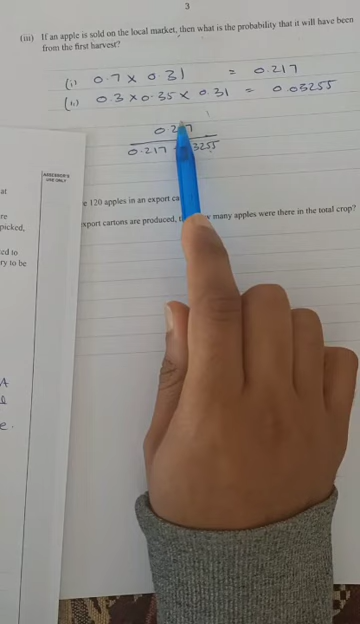 3
(iii) If an apple is sold on the local market, then what is the probability that it will have been
from the first harvest?
(i) 0.7 × 0.31 = 0.217
(ii) 0.3 × 0.35 × 0.31 = 0.03255
0.217
0.217 3255
ASSESSOR'S
USE ONLY
at
e 120 apples in an export ca
re
picked,
xport cartons are produced, many apples were there in the total crop?
ed to
ry to be
A
e.